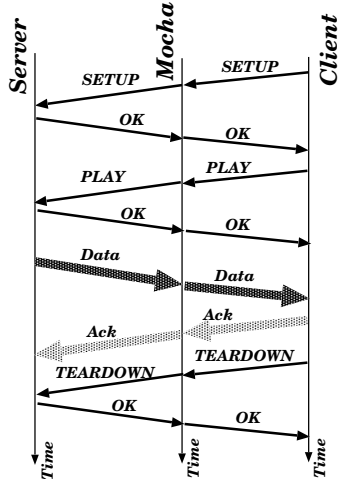 Server
Mocha
Client
SETUP
SETUP
OK
OK
PLAY
PLAY
OK
OK
Data
Data
Ack
Ack
TEARDOWN
TEARDOWN
OK
OK
Time
Time
Time